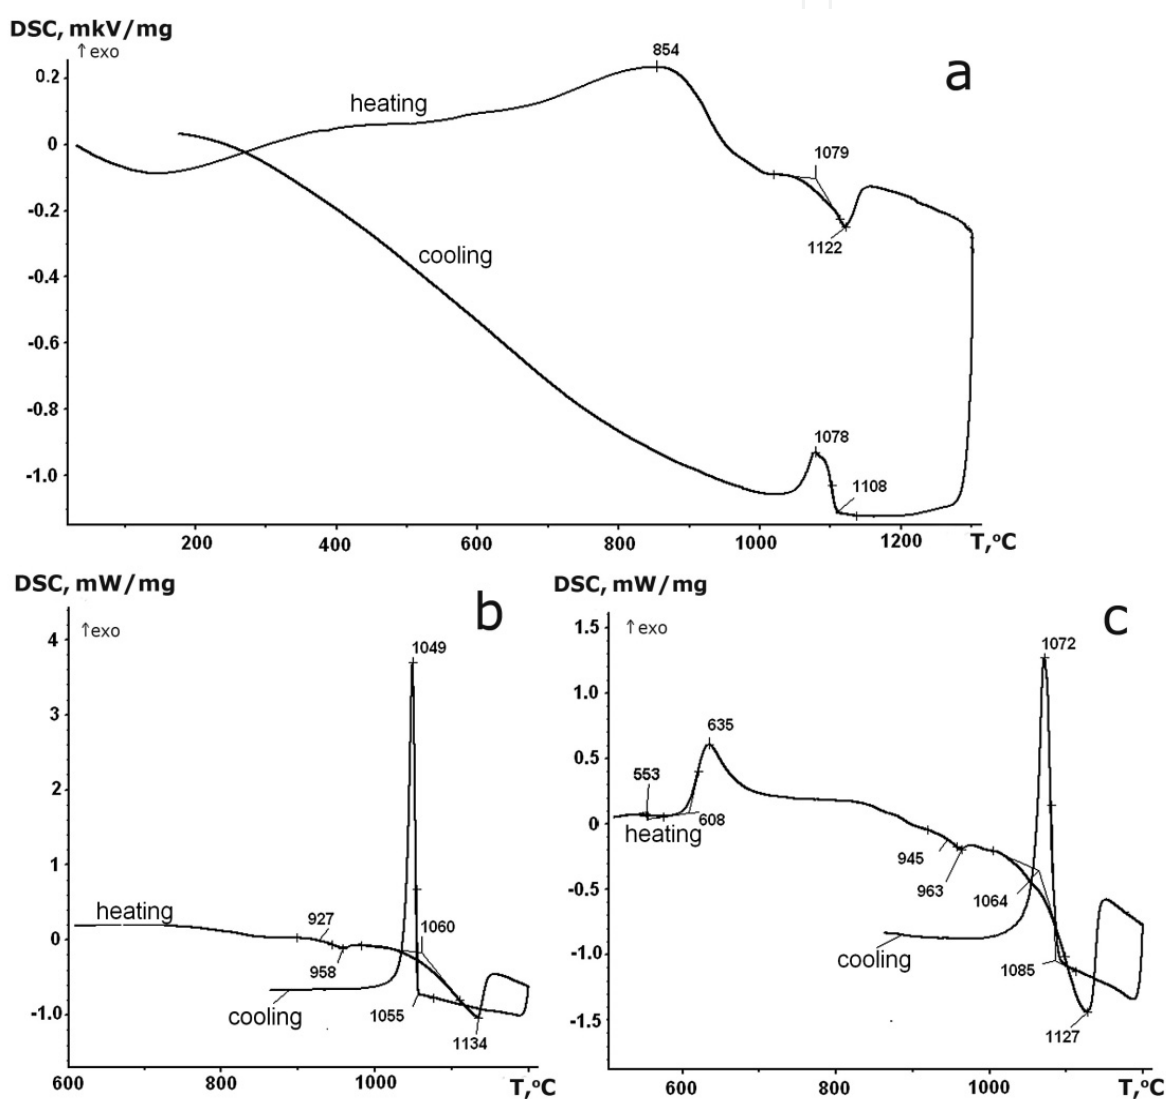 DSC, mkV/mg
↑exo
a
854
0.2
heating
0
1079
-0.2
1122
cooling
-0.4
-0.6
-0.8
1078
-1.0
1108
200 400 600 800 1000 1200
T,°C
DSC, mW/mg
↑exo
b
1049
4
3
2
1
heating
927
1060
0
958
cooling
1055
-1.0
1134
600 800 1000
T,°C
DSC, mW/mg
↑exo
c
1072
1.5
1.0
635
0.5
553
608
0
heating
945
963
1064
-0.5
cooling
1085
-1.0
-1.5
1127
600 800 1000
T,°C